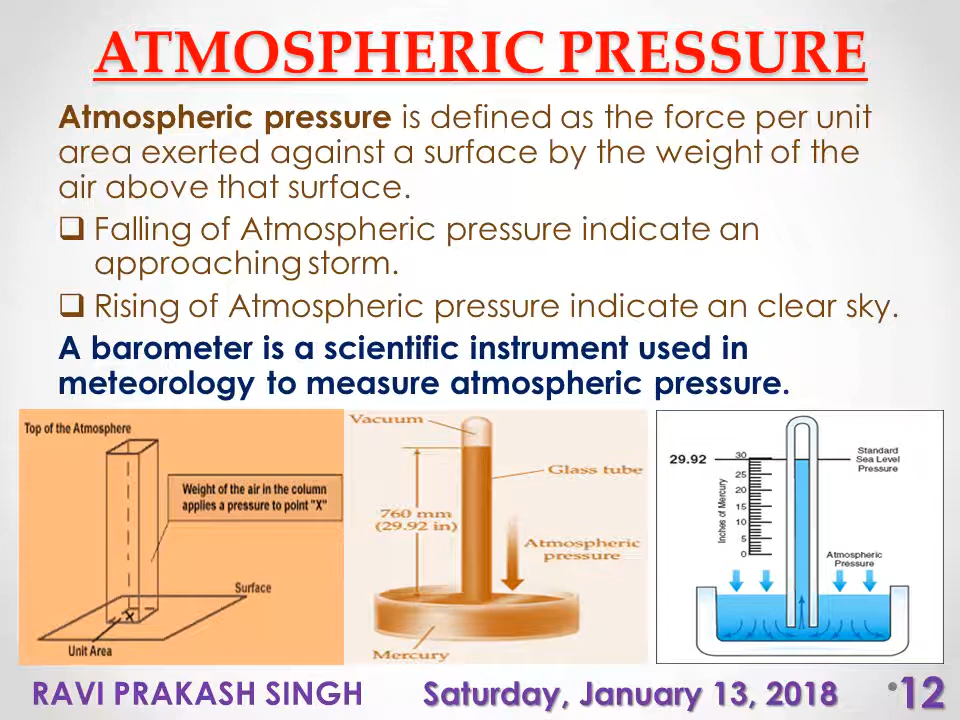 ATMOSPHERIC PRESSURE
Atmospheric pressure is defined as the force per unit
area exerted against a surface by the weight of the
air above that surface.
Falling of Atmospheric pressure indicate an
approaching storm.
Rising of Atmospheric pressure indicate an clear sky.
A barometer is a scientific instrument used in
meteorology to measure atmospheric pressure.
Top of the Atmosphere
Weight of the air in the column
applies a pressure to point "X"
Surface
X
Unit Area
Vacuum
Glass tube
760 mm
(29.92 in)
Atmospheric
pressure
Mercury
29.92
30
25
20
15
10
5
0
Inches of Mercury
Standard
Sea Level
Pressure
Atmospheric
Pressure
RAVI PRAKASH SINGH
Saturday, January 13, 2018
•12